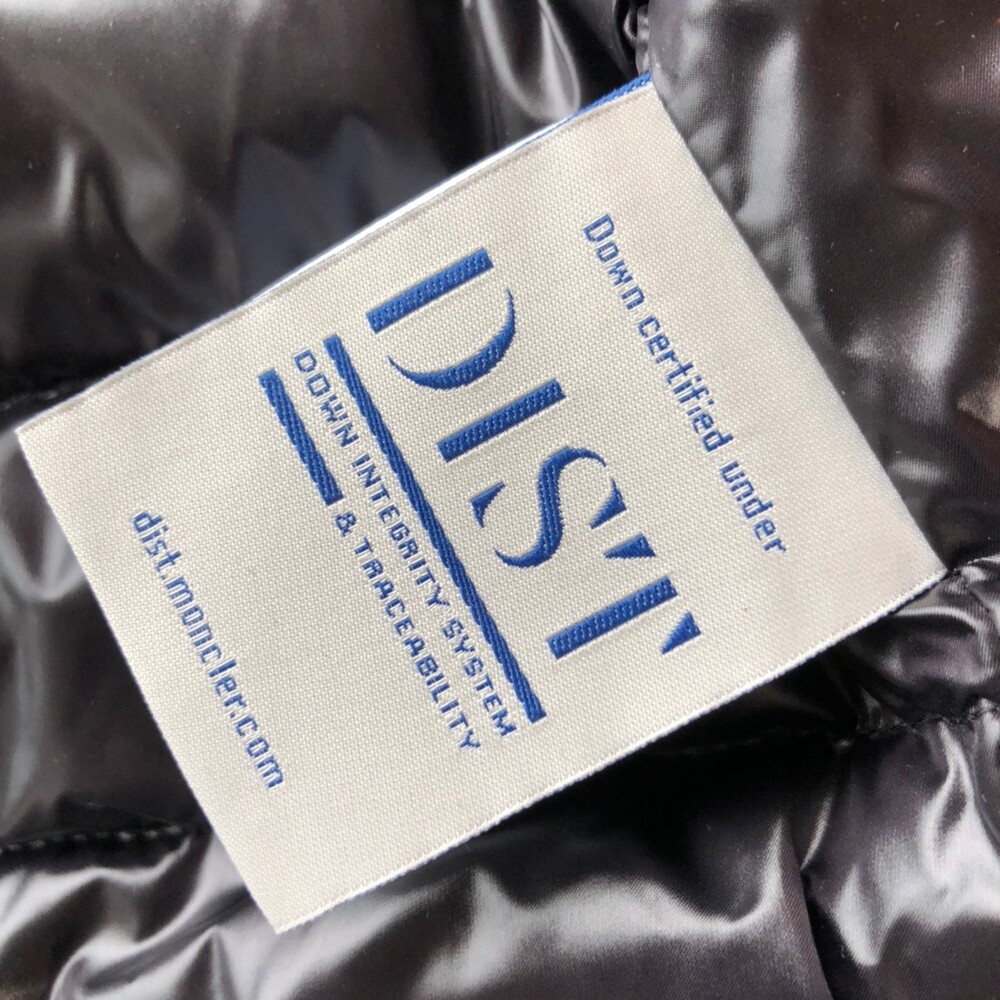 Down certified under
DIST
DOWN INTEGRITY SYSTEM
& TRACEABILITY
dist.moncler.com